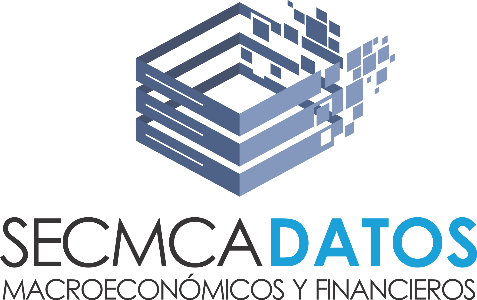 SECMCADATOS
MACROECONÓMICOS Y FINANCIEROS